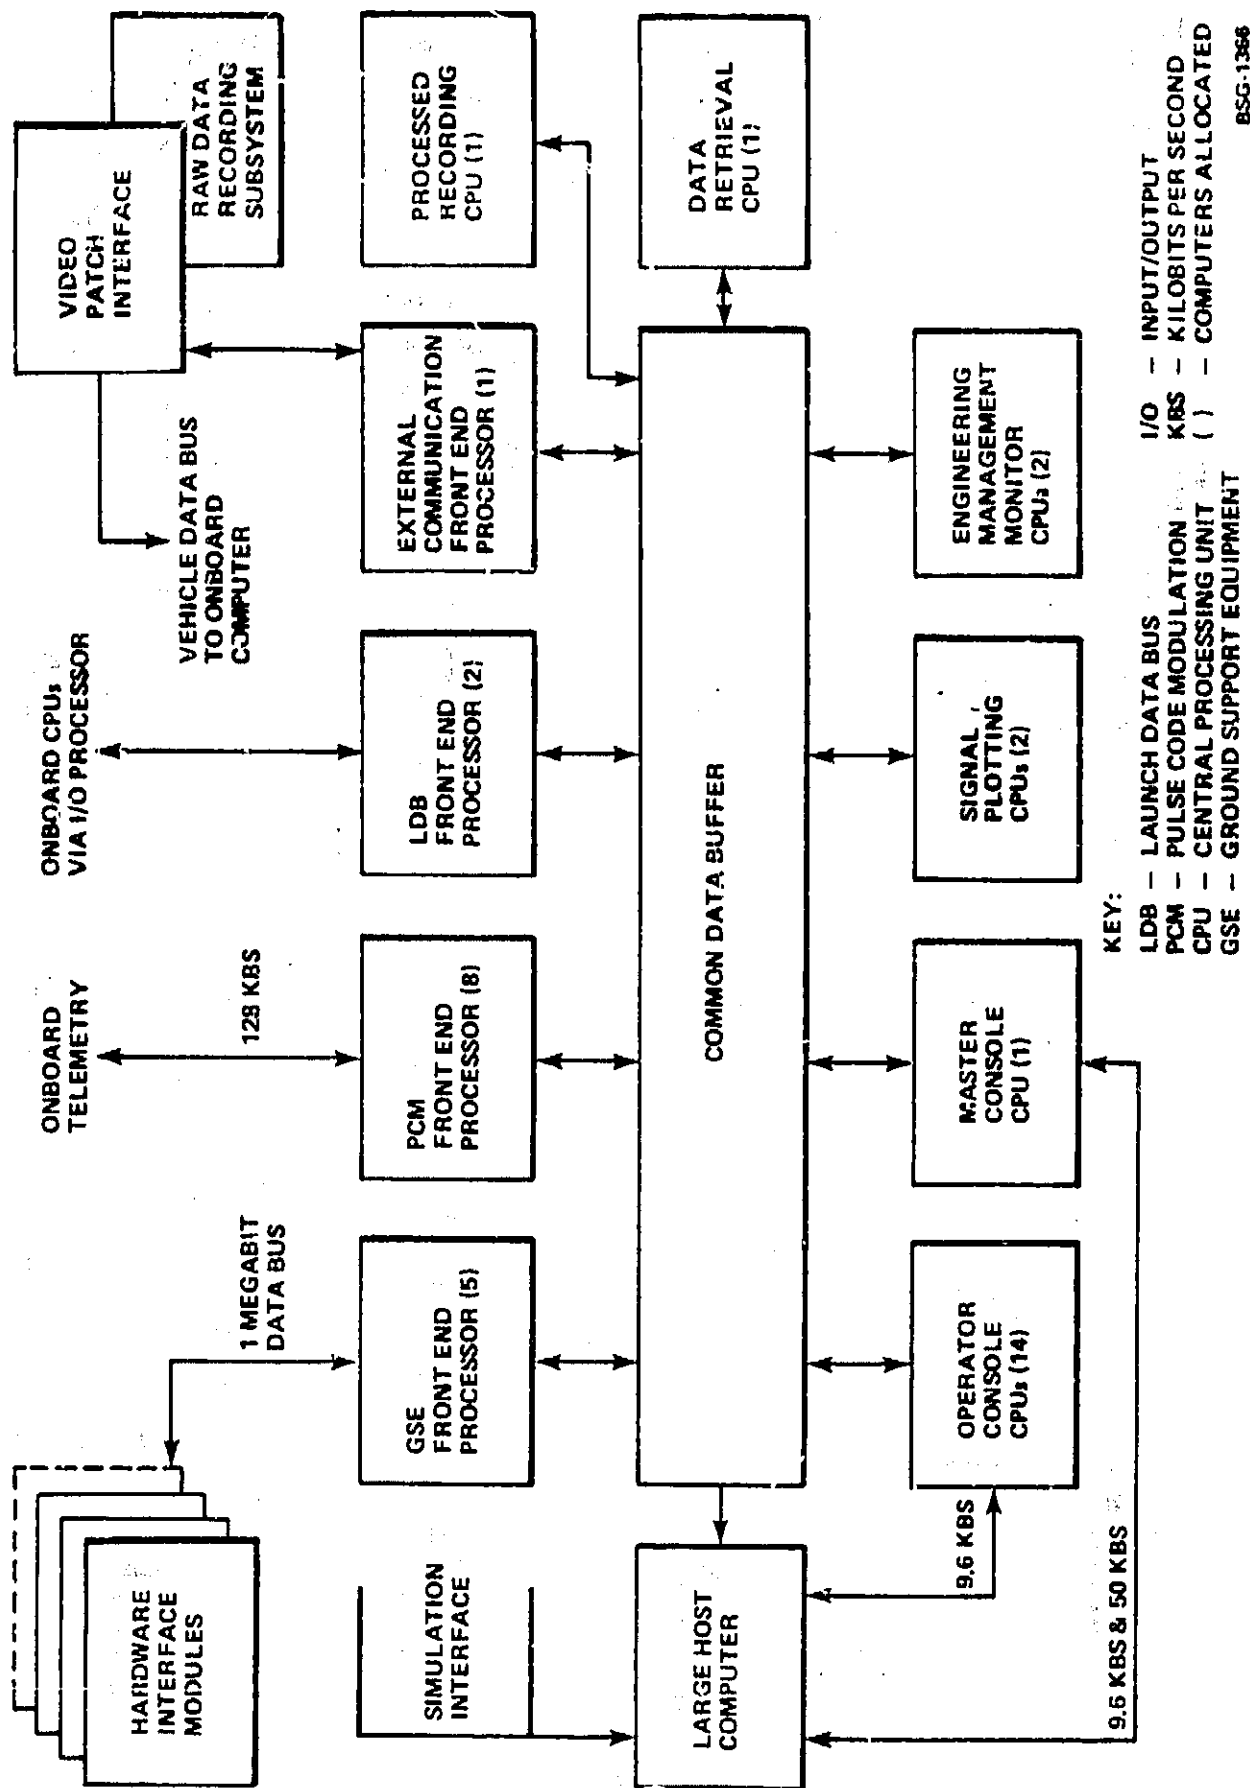 HARDWARE
INTERFACE
MODULES
1 MEGABIT
DATA BUS
ONBOARD
TELEMETRY
128 KBS
ONBOARD CPUs
VIA I/O PROCESSOR
VEHICLE DATA BUS
TO ONBOARD
COMPUTER
VIDEO
PATCH
INTERFACE
RAW DATA
RECORDING
SUBSYSTEM
SIMULATION
INTERFACE
GSE
FRONT END
PROCESSOR (5)
PCM
FRONT END
PROCESSOR (8)
LDB
FRONT END
PROCESSOR (2)
EXTERNAL
COMMUNICATION
FRONT END
PROCESSOR (1)
PROCESSED
RECORDING
CPU (1)
LARGE HOST
COMPUTER
COMMON DATA BUFFER
DATA
RETRIEVAL
CPU (1)
9.6 KBS
OPERATOR
CONSOLE
CPUs (14)
MASTER
CONSOLE
CPU (1)
SIGNAL
PLOTTING
CPUs (2)
ENGINEERING
MANAGEMENT
MONITOR
CPUs (2)
9.6 KBS & 50 KBS
KEY:
LDB – LAUNCH DATA BUS
PCM – PULSE CODE MODULATION
CPU – CENTRAL PROCESSING UNIT
GSE – GROUND SUPPORT EQUIPMENT
I/O – INPUT/OUTPUT
KBS – KILOBITS PER SECOND
( ) – COMPUTERS ALLOCATED
BSG-1366